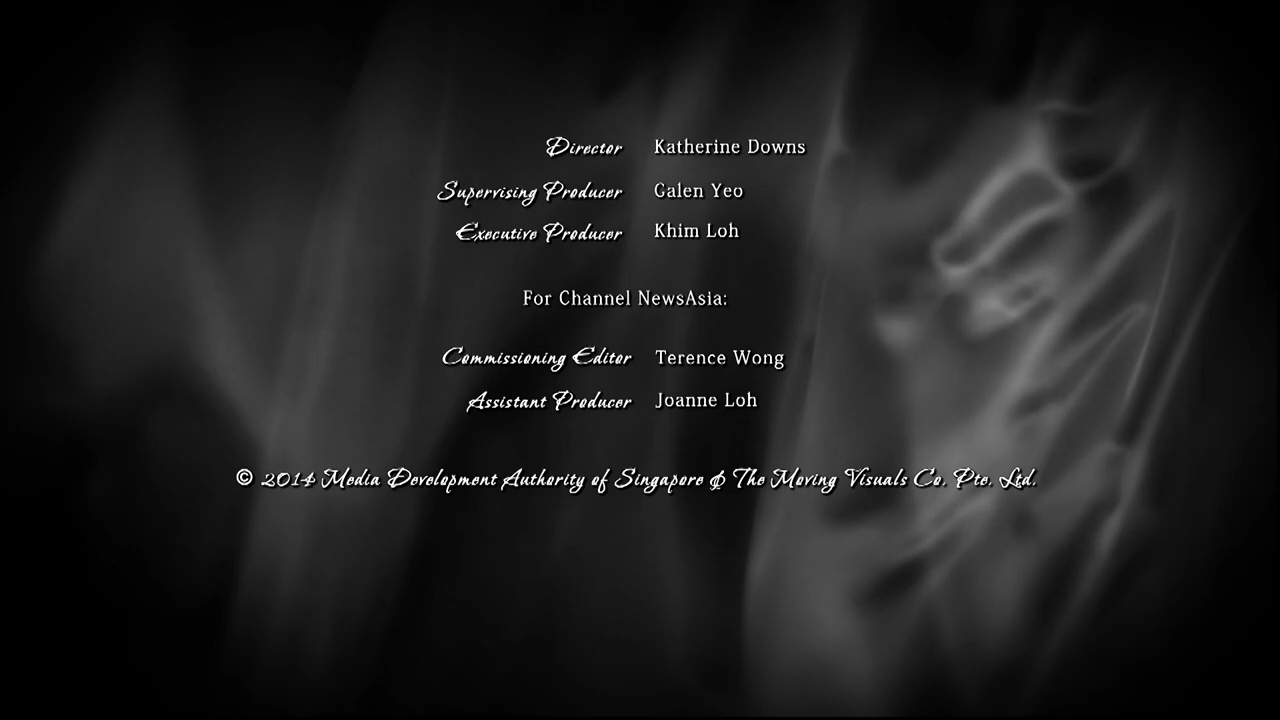 Director Katherine Downs
Supervising Producer Galen Yeo
Executive Producer Khim Loh
For Channel NewsAsia:
Commissioning Editor Terence Wong
Assistant Producer Joanne Loh
© 2014 Media Development Authority of Singapore & The Moving Visuals Co. Pte. Ltd.